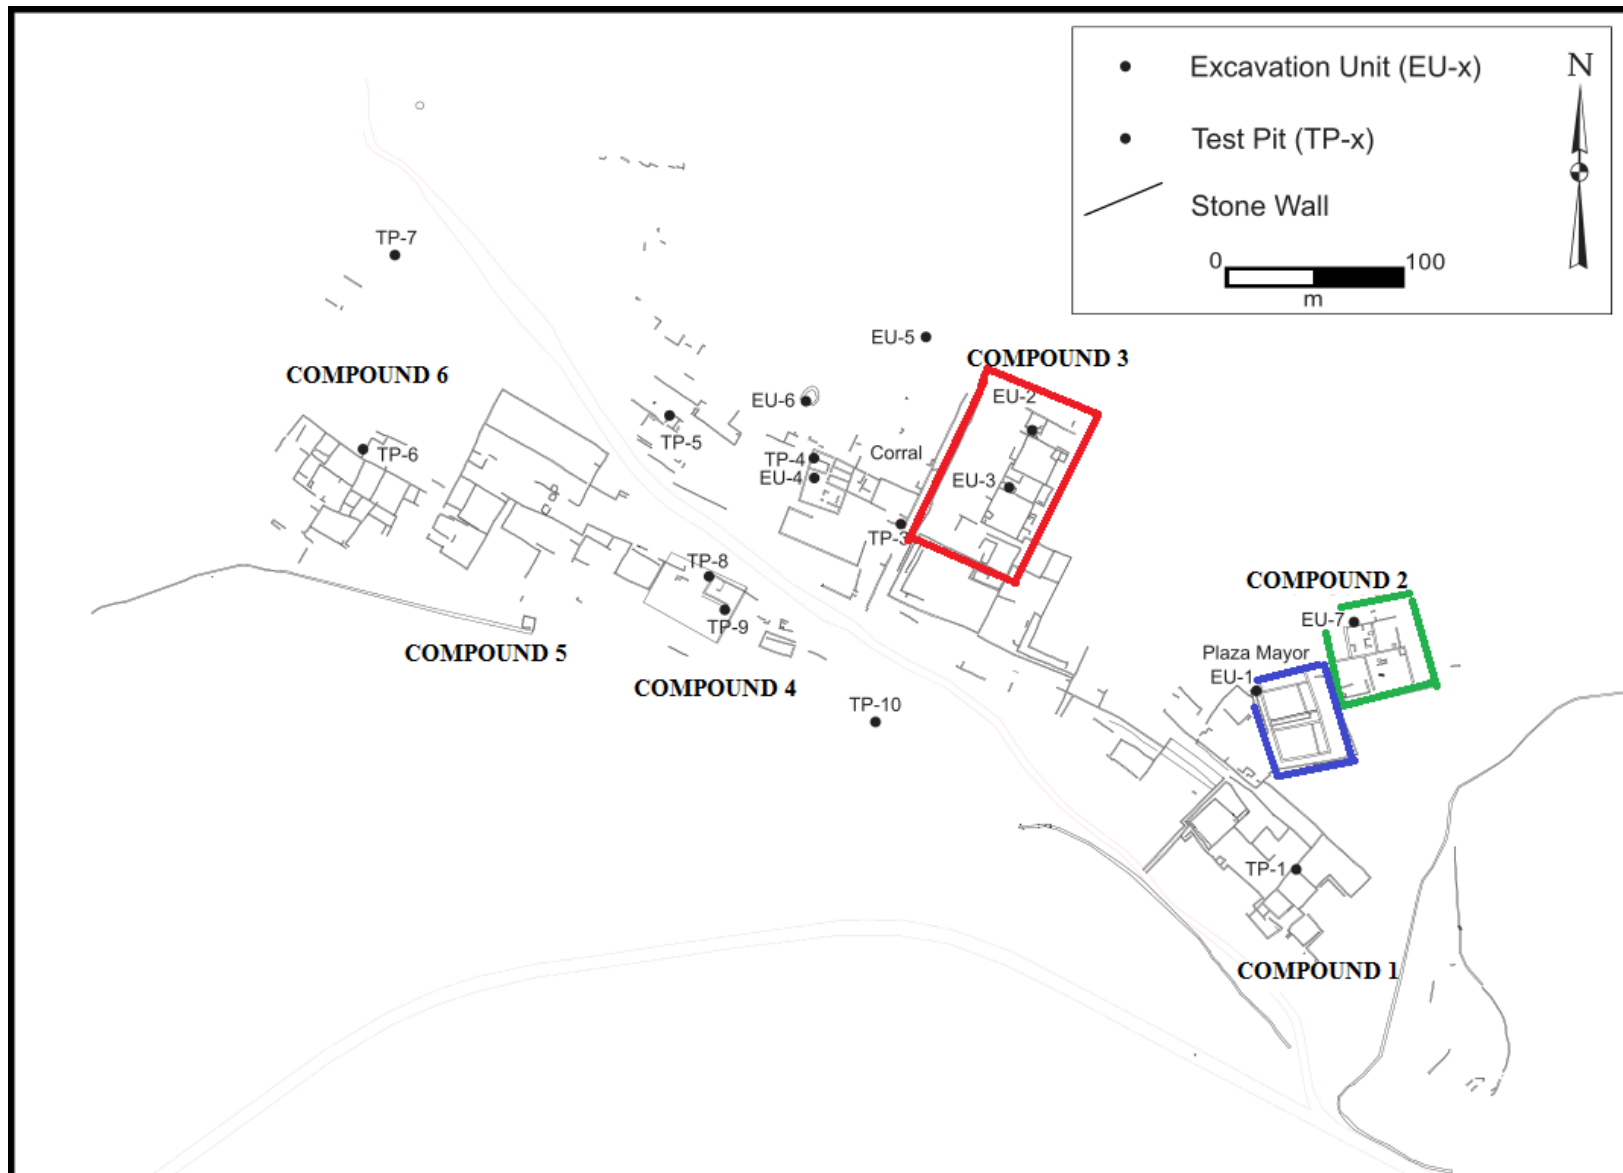 Excavation Unit (EU-x)
N
Test Pit (TP-x)
Stone Wall
0 100
m
TP-7
EU-5
COMPOUND 3
COMPOUND 6
EU-2
EU-6
TP-5
Corral
TP-6
TP-4
EU-4
EU-3
TP-3
TP-8
COMPOUND 2
TP-9
EU-7
COMPOUND 5
Plaza Mayor
EU-1
COMPOUND 4
TP-10
TP-1
COMPOUND 1